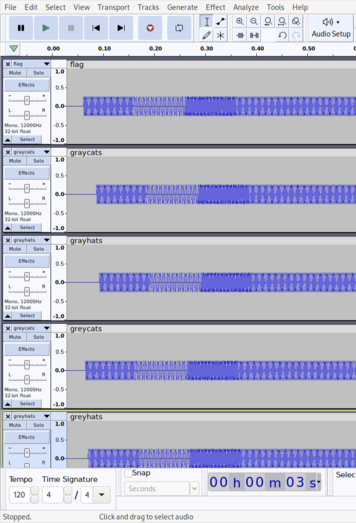 File Edit Select View Transport Tracks Generate Effect Analyze Tools Help
Audio Setup
0.00 0.10 0.20 0.30 0.40 0.50
flag flag
Mute Solo 1.0
Effects 0.5
- + 0.0
L R -0.5
Mono, 12000Hz
32-bit float
Select -1.0
greycats graycats
Mute Solo 1.0
Effects 0.5
- + 0.0
L R -0.5
Mono, 12000Hz
32-bit float
Select -1.0
grayhats grayhats
Mute Solo 1.0
Effects 0.5
- + 0.0
L R -0.5
Mono, 12000Hz
32-bit float
Select -1.0
greycats greycats
Mute Solo 1.0
Effects 0.5
- + 0.0
L R -0.5
Mono, 12000Hz
32-bit float
Select -1.0
greyhats greyhats
Mute Solo 1.0
Effects 0.5
- + 0.0
L R
Tempo Time Signature Snap Selec
120 4 / 4 Seconds 00 h 00 m 03 s
Stopped. Click and drag to select audio